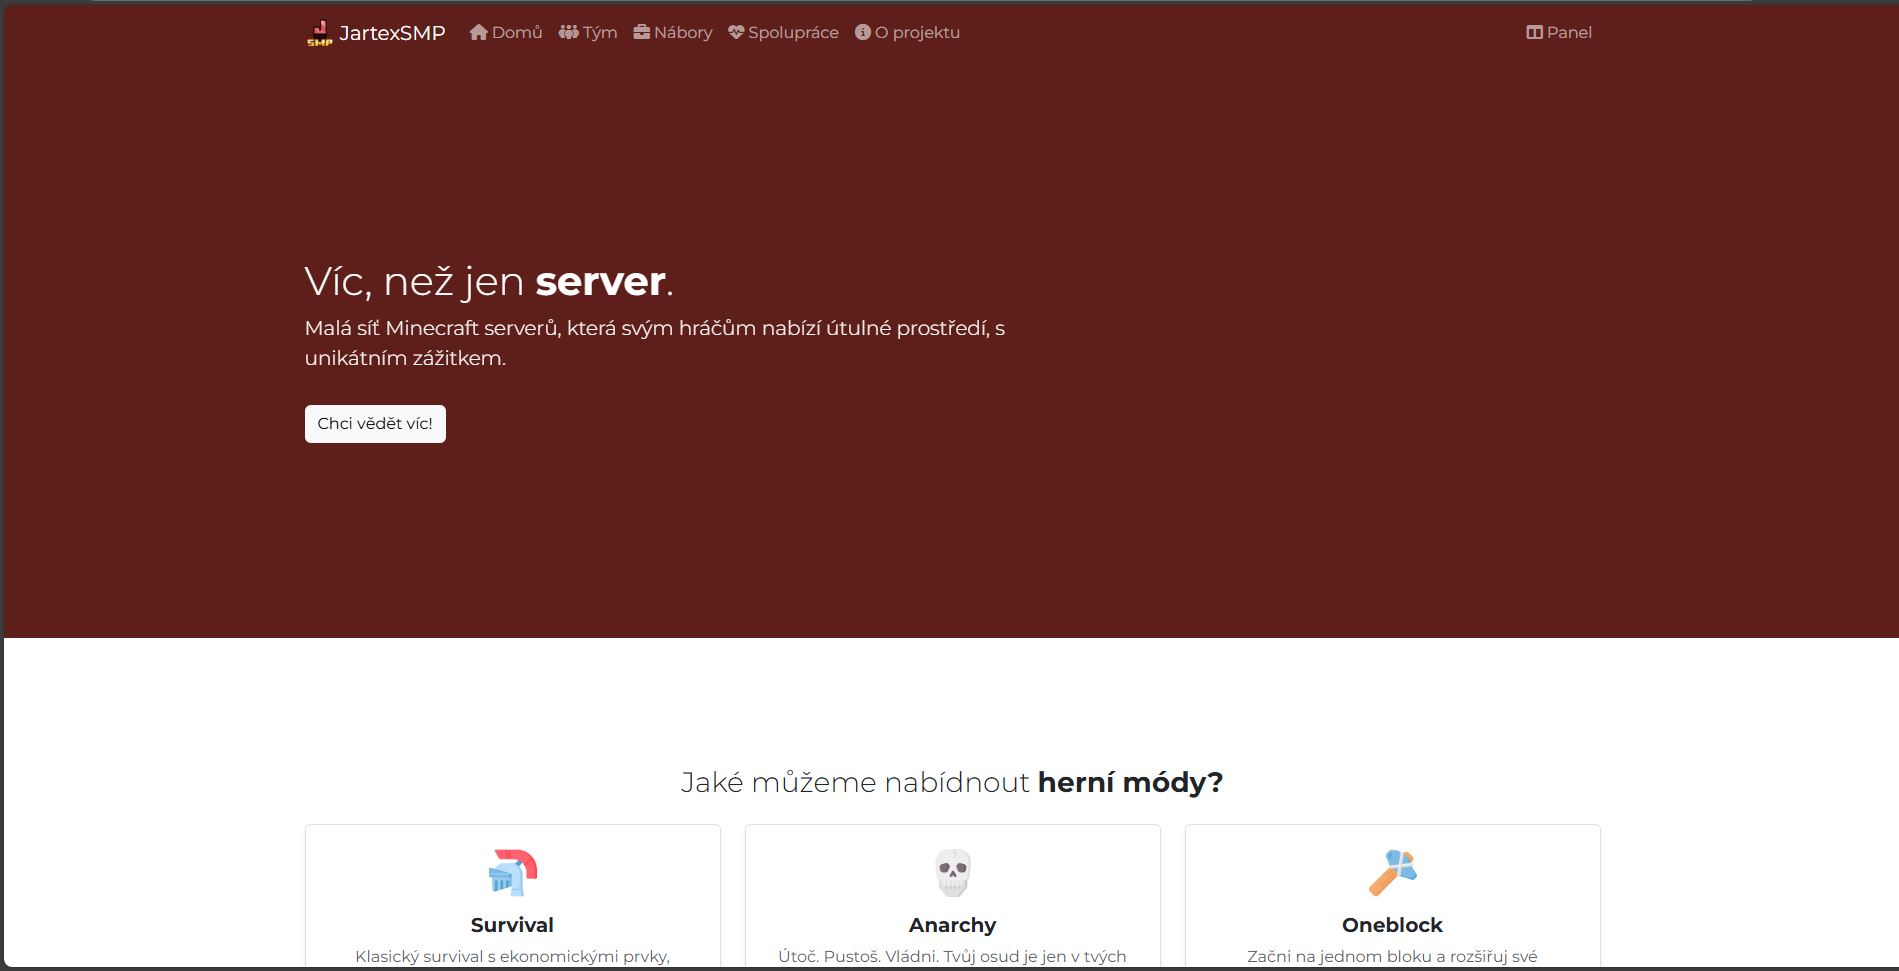 SMP JartexSMP Domů Tým Nábory Spolupráce O projektu Panel
Víc, než jen server.
Malá síť Minecraft serverů, která svým hráčům nabízí útulné prostředí, s
unikátním zážitkem.
Chci vědět víc!
Jaké můžeme nabídnout herní módy?
Survival
Klasický survival s ekonomickými prvky,
Anarchy
Útoč. Pustoš. Vládni. Tvůj osud je jen v tvých
Oneblock
Začni na jednom bloku a rozšiřuj své